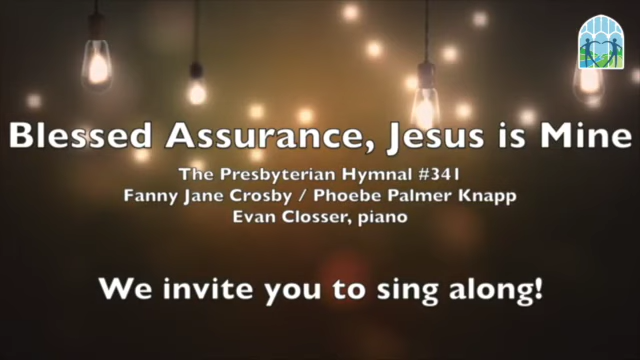 Blessed Assurance, Jesus is Mine
The Presbyterian Hymnal #341
Fanny Jane Crosby / Phoebe Palmer Knapp
Evan Closser, piano
We invite you to sing along!